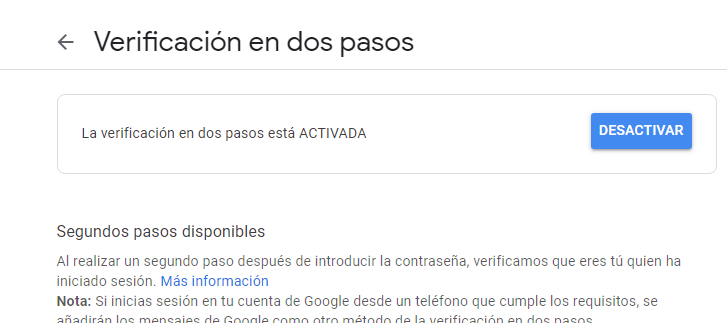 Verificación en dos pasos
La verificación en dos pasos está ACTIVADA
DESACTIVAR
Segundos pasos disponibles
Al realizar un segundo paso después de introducir la contraseña, verificamos que eres tú quien ha
iniciado sesión. Más información
Nota: Si inicias sesión en tu cuenta de Google desde un teléfono que cumple los requisitos, se
añadirán los mensajes de Google como otro método de la verificación en dos pasos